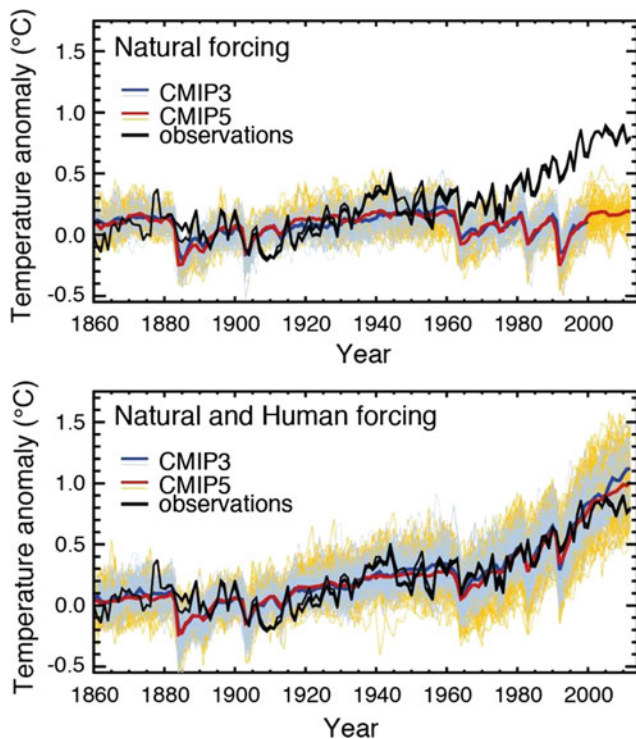 Natural forcing
CMIP3
CMIP5
observations
Temperature anomaly (°C)
1.5
1.0
0.5
0.0
-0.5
1860 1880 1900 1920 1940 1960 1980 2000
Year
Natural and Human forcing
CMIP3
CMIP5
observations
Temperature anomaly (°C)
1.5
1.0
0.5
0.0
-0.5
1860 1880 1900 1920 1940 1960 1980 2000
Year